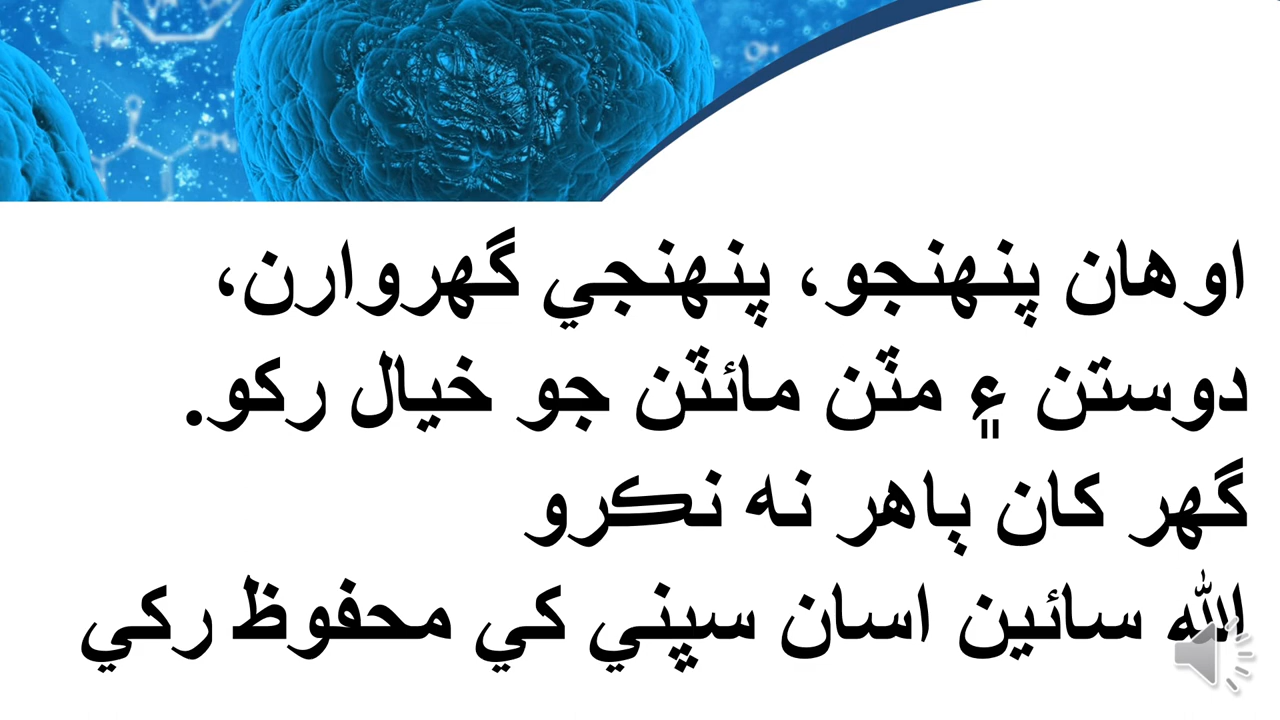 اوهان پنهنجو، پنهنجي گهروارن،
دوستن ۽ مٽن مائٽن جو خيال رکو.
گهر کان ٻاهر نه نڪرو
الله سائين اسان سڀني کي محفوظ رکي